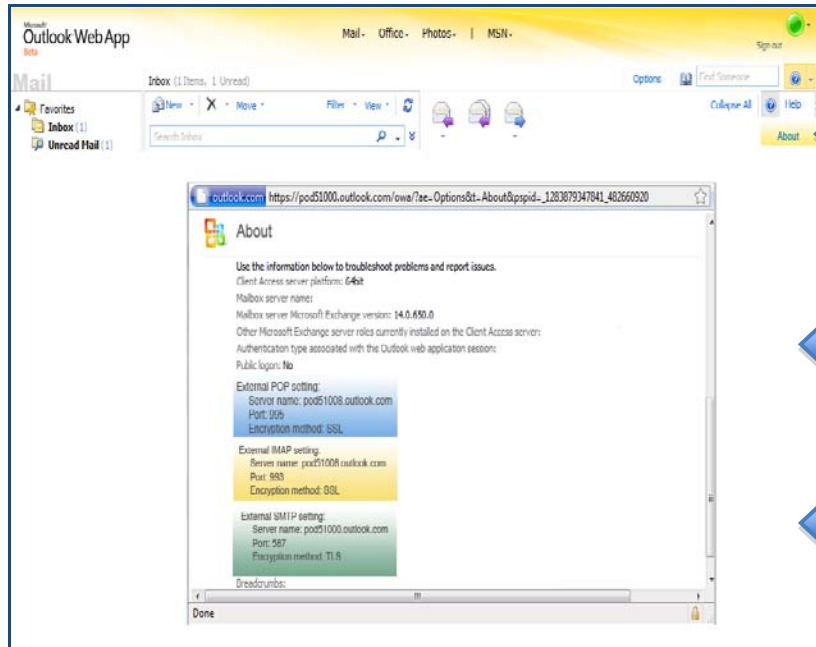 Microsoft
Outlook Web App
Beta
Mail Office Photos | MSN
Sign out
Mail
Inbox (1 Items, 1 Unread)
Options
Find Someone
Favorites
Inbox (1)
Unread Mail (1)
New X Move Filter View
Search Inbox
Collapse All
Help
About
outlook.com https://pod51000.outlook.com/owa/?ae=Options&t=About&pspid=_1283879347841_482660920
About
Use the information below to troubleshoot problems and report issues.
Client Access server platform: 64bit
Mailbox server name:
Mailbox server Microsoft Exchange version: 14.0.650.0
Other Microsoft Exchange server roles currently installed on the Client Access server:
Authentication type associated with the Outlook web application session:
Public logon: No
External POP setting:
Server name: pod51008.outlook.com
Port: 995
Encryption method: SSL
External IMAP setting:
Server name: pod51008.outlook.com
Port: 993
Encryption method: SSL
External SMTP setting:
Server name: pod51000.outlook.com
Port: 587
Encryption method: TLS
Breadcrumbs:
Done